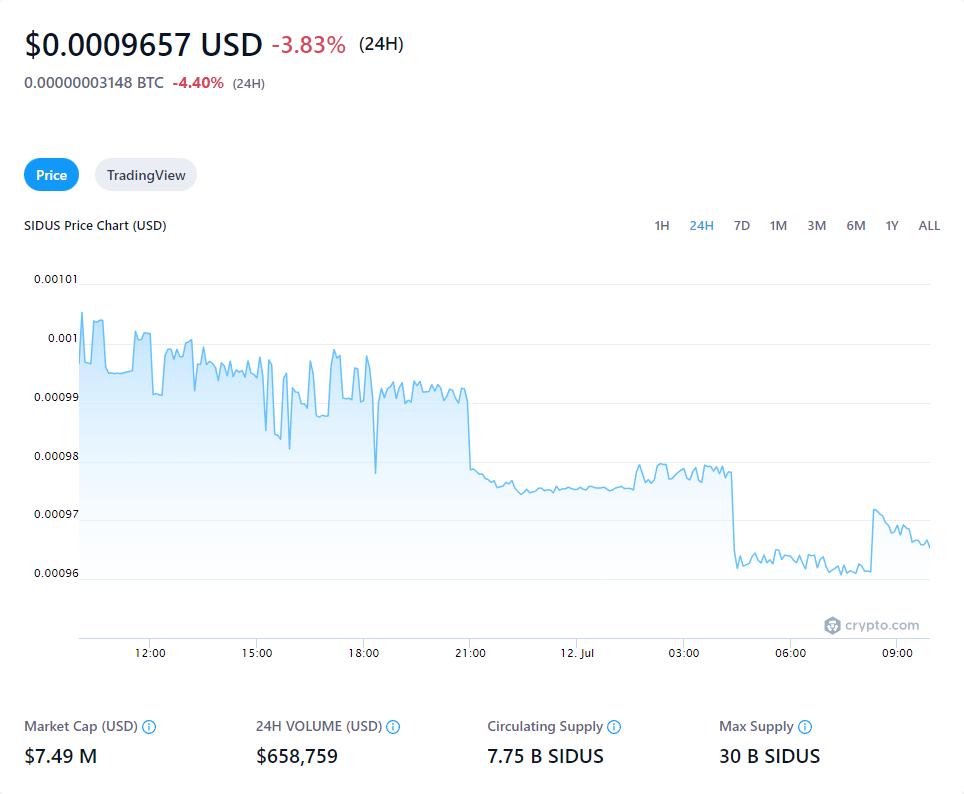 $0.0009657 USD -3.83% (24H)
0.00000003148 BTC -4.40% (24H)
Price TradingView
SIDUS Price Chart (USD) 1H 24H 7D 1M 3M 6M 1Y ALL
0.00101
0.001
0.00099
0.00098
0.00097
0.00096
crypto.com
12:00 15:00 18:00 21:00 12. Jul 03:00 06:00 09:00
Market Cap (USD) 24H VOLUME (USD) Circulating Supply Max Supply
$7.49 M $658,759 7.75 B SIDUS 30 B SIDUS